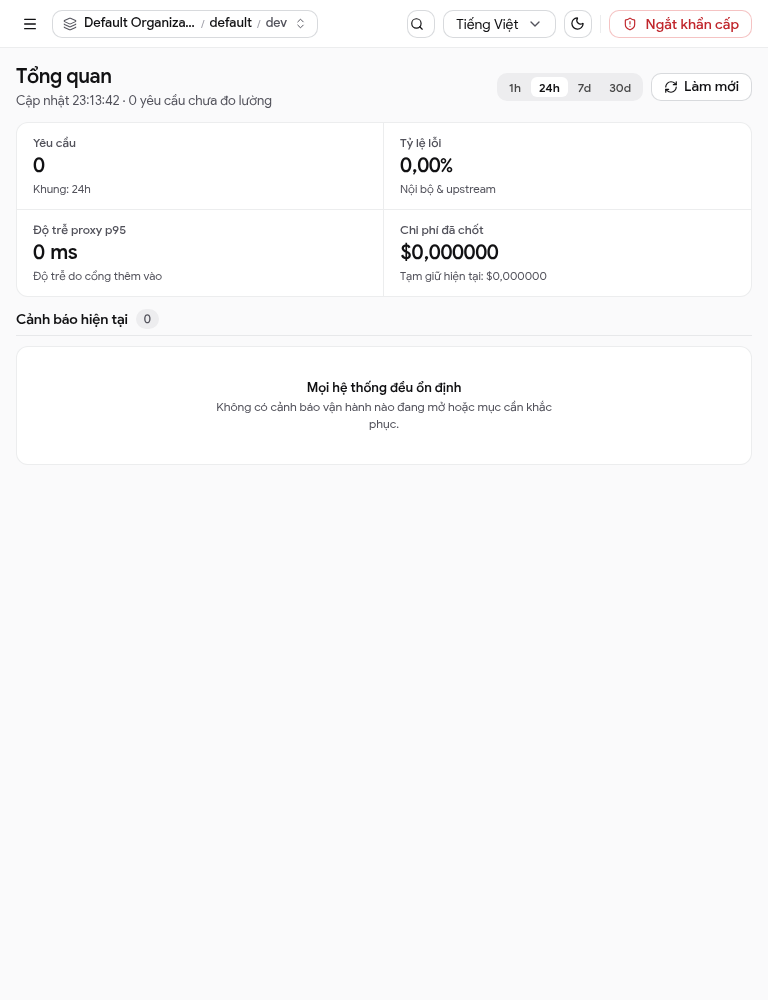 Default Organiza... / default / dev
Tiếng Việt
Ngắt khẩn cấp
Tổng quan
Cập nhật 23:13:42 · 0 yêu cầu chưa đo lường
1h 24h 7d 30d
Làm mới
Yêu cầu
0
Khung: 24h
Tỷ lệ lỗi
0,00%
Nội bộ & upstream
Độ trễ proxy p95
0 ms
Độ trễ do cổng thêm vào
Chi phí đã chốt
$0,000000
Tạm giữ hiện tại: $0,000000
Cảnh báo hiện tại 0
Mọi hệ thống đều ổn định
Không có cảnh báo vận hành nào đang mở hoặc mục cần khắc
phục.